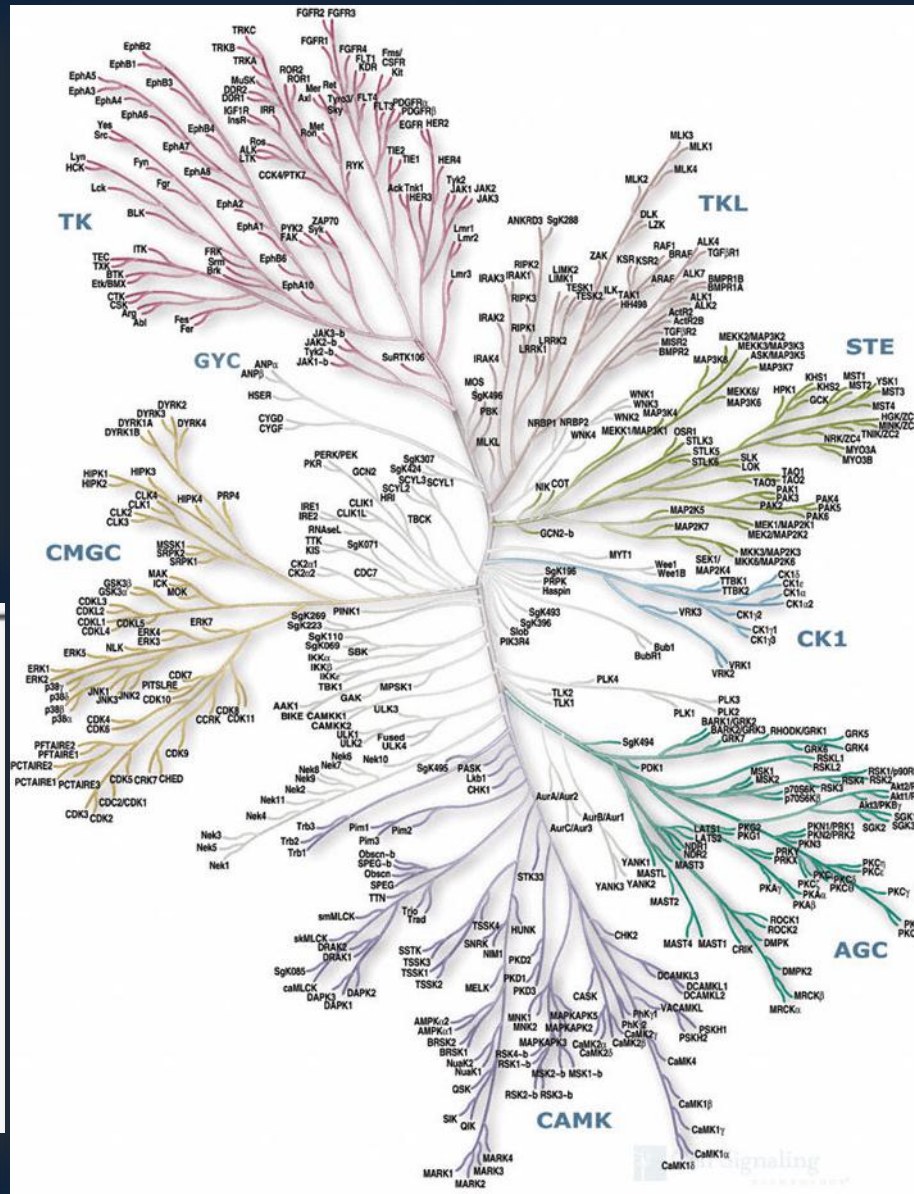 TK
TKL
STE
CK1
AGC
CAMK
CMGC
GYC
FGFR2
FGFR3
TRKC
TRKB
TRKA
FGFR1
FGFR4
FLT1
KDR
Fms/
CSFR
Kit
EphB2
EphB1
EphA5
EphA3
EphA4
EphA6
EphB3
EphB4
EphA7
EphA8
EphA2
EphA1
EphB6
EphA10
MuSK
DDR2
DDR1
IGF1R
InsR
IRR
ROR2
ROR1
Mer
Axl
Ret
Tyro3/
Sky
FLT4
FLT3
PDGFRα
PDGFRβ
EGFR
HER2
Met
Ron
Ros
ALK
LTK
RYK
CCK4/PTK7
TIE2
TIE1
HER4
HER3
Ack
Tnk1
Tyk2
JAK1
JAK2
JAK3
Lmr1
Lmr2
Lmr3
Yes
Src
Lyn
HCK
Lck
Fyn
Fgr
BLK
FRK
Srm
Brk
ITK
TEC
TXK
BTK
Etk/BMX
CTK
CSK
Arg
Abl
Fes
Fer
PYK2
FAK
ZAP70
Syk
JAK3~b
JAK2~b
Tyk2~b
JAK1~b
SuRTK106
ANPα
ANPβ
HSER
CYGD
CYGF
MLK3
MLK1
MLK4
MLK2
DLK
LZK
ANKRD3
SgK288
ZAK
KSR1
KSR2
RAF1
BRAF
ARAF
ALK4
TGFβR1
ALK7
BMPR1B
BMPR1A
ALK1
ALK2
ActR2
ActR2B
TGFβR2
MISR2
BMPR2
IRAK3
IRAK1
IRAK2
IRAK4
RIPK2
RIPK3
RIPK1
LIMK2
LIMK1
TESK1
TESK2
ILK
TAK1
HH498
LRRK2
LRRK1
MOS
SgK496
PBK
MLKL
NRBP1
NRBP2
WNK1
WNK3
WNK2
WNK4
MEKK2/MAP3K2
MEKK3/MAP3K3
ASK/MAP3K5
MAP3K7
MAP3K8
MEKK6/
MAP3K6
MAP3K4
MEKK1/MAP3K1
OSR1
STLK3
STLK5
STLK6
NIK
COT
GCN2~b
KHS1
KHS2
MST1
MST2
YSK1
MST3
MST4
HPK1
GCK
HGK/ZC
MINK/ZC
TNIK/ZC2
NRK/ZC4
MYO3A
MYO3B
SLK
LOK
TAO1
TAO2
TAO3
PAK1
PAK3
PAK2
PAK4
PAK5
PAK6
MAP2K5
MAP2K7
MEK1/MAP2K1
MEK2/MAP2K2
MKK3/MAP2K3
MKK6/MAP2K6
SEK1/
MAP2K4
MYT1
Wee1
Wee1B
TTBK1
TTBK2
CK1δ
CK1ε
CK1α
CK1α2
CK1γ2
CK1γ1
CK1γ3
VRK3
VRK1
VRK2
SgK196
PRPK
Haspin
SgK493
SgK396
Slob
PIK3R4
Bub1
BubR1
PLK4
PLK3
PLK2
PLK1
TLK2
TLK1
DYRK2
DYRK3
DYRK1A
DYRK1B
DYRK4
HIPK1
HIPK2
HIPK3
HIPK4
PRP4
CLK4
CLK1
CLK2
CLK3
MSSK1
SRPK2
SRPK1
MAK
ICK
MOK
GSK3β
GSK3α
CDKL3
CDKL2
CDKL1
CDKL5
CDKL4
ERK7
ERK4
ERK3
NLK
ERK5
ERK1
ERK2
p38γ
p38δ
p38β
p38α
JNK1
JNK3
JNK2
CDK7
PITSLRE
CDK10
CDK8
CDK11
CCRK
CDK4
CDK6
PFTAIRE2
PFTAIRE1
PCTAIRE2
PCTAIRE1
PCTAIRE3
CDK9
CDK5
CRK7
CHED
CDC2/CDK1
CDK3
CDK2
PERK/PEK
PKR
GCN2
SgK307
SgK424
SCYL3
SCYL1
SCYL2
HRI
CLIK1
CLIK1L
TBCK
IRE1
IRE2
RNAseL
TTK
KIS
SgK071
CK2α1
CK2α2
CDC7
PINK1
SgK269
SgK223
SgK110
SgK069
SBK
IKKα
IKKβ
IKKε
TBK1
MPSK1
GAK
AAK1
BIKE
CAMKK1
CAMKK2
ULK3
ULK1
ULK2
Fused
ULK4
Nek6
Nek7
Nek10
Nek8
Nek9
Nek2
Nek11
Nek4
Nek3
Nek5
Nek1
SgK495
PASK
Lkb1
CHK1
AurA/Aur2
AurB/Aur1
AurC/Aur3
Trb3
Trb2
Trb1
Pim1
Pim2
Pim3
Obscn~b
SPEG~b
Obscn
SPEG
TTN
smMLCK
skMLCK
Trio
Trad
DRAK2
DRAK1
SgK085
caMLCK
DAPK3
DAPK2
DAPK1
STK33
TSSK4
SSTK
TSSK3
TSSK1
TSSK2
HUNK
SNRK
NIM1
MELK
PKD2
PKD1
PKD3
MNK1
MNK2
CASK
CHK2
DCAMKL3
DCAMKL1
DCAMKL2
VACAMKL
PhKγ1
PhKγ2
PSKH1
PSKH2
MAPKAPK5
MAPKAPK2
MAPKAPK3
CaMK2α
CaMK2β
CaMK2γ
CaMK2δ
CaMK4
CaMK1β
CaMK1γ
CaMK1α
CaMK1δ
AMPKα2
AMPKα1
BRSK2
BRSK1
NuaK2
NuaK1
QSK
SIK
QIK
MARK4
MARK3
MARK1
MARK2
RSK4~b
RSK1~b
MSK2~b
MSK1~b
RSK2~b
RSK3~b
SgK494
PDK1
BARK1/GRK2
BARK2/GRK3
RHODK/GRK1
GRK5
GRK7
GRK6
GRK4
RSKL1
RSKL2
MSK1
MSK2
RSK1/p90R
RSK2
RSK4
RSK3
p70S6K
p70S6Kβ
Akt2/P
Akt1/P
Akt3/PKBγ
SGK
SGK2
SGK3
LATS1
LATS2
NDR1
NDR2
PKG2
PKG1
PKN1/PRK1
PKN2/PRK2
PKN3
PRKY
PRKX
PKAγ
PKAα
PKAβ
PKCζ
PKCδ
PKCθ
PKCη
PKCε
PKCγ
YANK1
YANK2
YANK3
MASTL
MAST3
MAST2
MAST4
MAST1
CRIK
ROCK1
ROCK2
DMPK
DMPK2
MRCKβ
MRCKα
Signaling